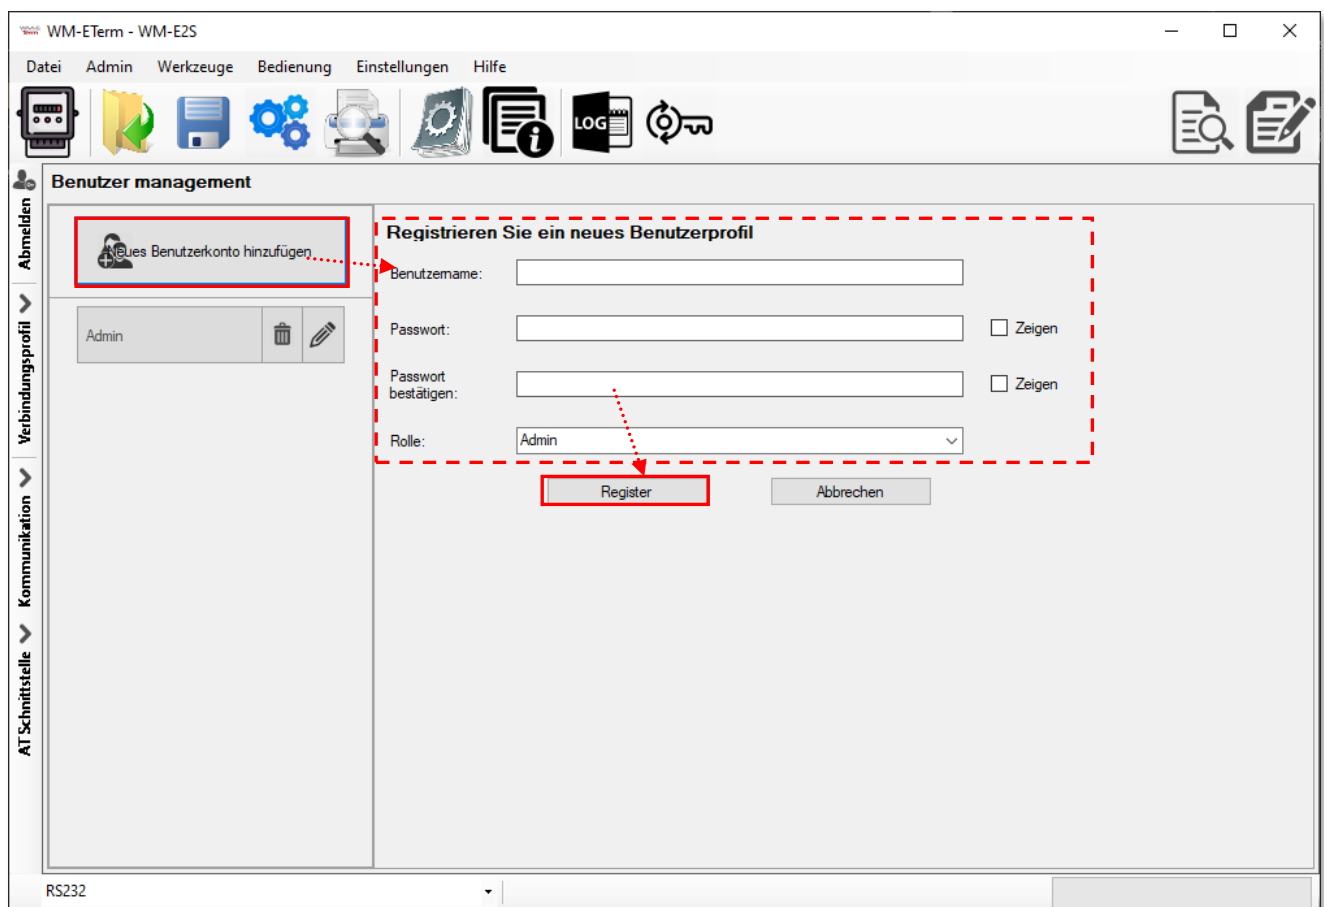 WM-ETerm - WM-E2S
Datei Admin Werkzeuge Bedienung Einstellungen Hilfe
LOG
Benutzer management
Abmelden
Verbindungsprofil
Kommunikation
AT Schnittstelle
Neues Benutzerkonto hinzufügen
Admin
Registrieren Sie ein neues Benutzerprofil
Benutzername:
Passwort:
Zeigen
Passwort
bestätigen:
Zeigen
Rolle:
Admin
Register
Abbrechen
RS232